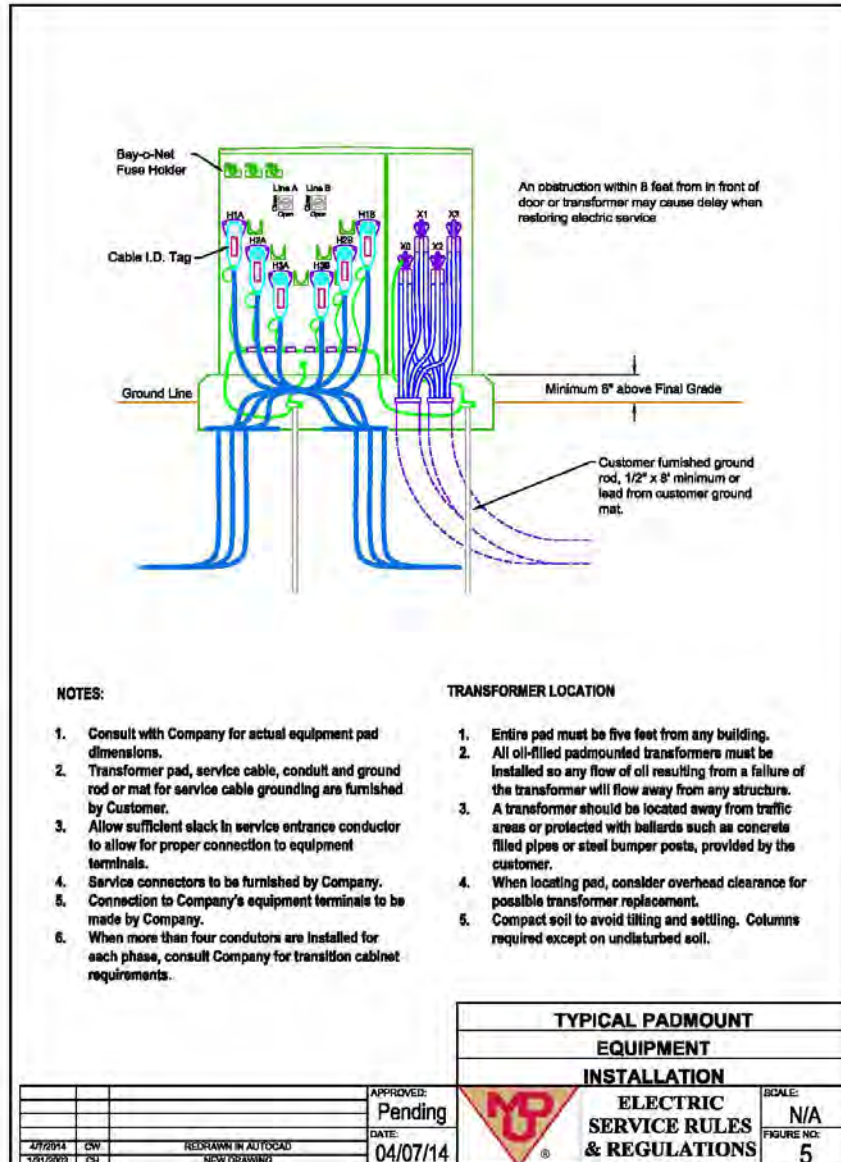 Bay-o-Net
Fuse Holder
Line A Line B
Close Open
Close Open
An obstruction within 8 feet from in front of
door or transformer may cause delay when
restoring electric service
H1A
H2A
H3A
H3B
H2B
H1B
X0
X1
X2
X3
Cable I.D. Tag
Ground Line
Minimum 6" above Final Grade
Customer furnished ground
rod, 1/2" x 8' minimum or
lead from customer ground
mat.
NOTES:
1. Consult with Company for actual equipment pad
dimensions.
2. Transformer pad, service cable, conduit and ground
rod or mat for service cable grounding are furnished
by Customer.
3. Allow sufficient slack in service entrance conductor
to allow for proper connection to equipment
terminals.
4. Service connectors to be furnished by Company.
5. Connection to Company's equipment terminals to be
made by Company.
6. When more than four condutors are installed for
each phase, consult Company for transition cabinet
requirements.
TRANSFORMER LOCATION
1. Entire pad must be five feet from any building.
2. All oil-filled padmounted transformers must be
installed so any flow of oil resulting from a failure of
the transformer will flow away from any structure.
3. A transformer should be located away from traffic
areas or protected with ballards such as concrete
filled pipes or steel bumper posts, provided by the
customer.
4. When locating pad, consider overhead clearance for
possible transformer replacement.
5. Compact soil to avoid tilting and settling. Columns
required except on undisturbed soil.
TYPICAL PADMOUNT
EQUIPMENT
INSTALLATION
APPROVED:
Pending
DATE:
04/07/14
MDU ®
ELECTRIC
SERVICE RULES
& REGULATIONS
SCALE:
N/A
FIGURE NO:
5
4/7/2014 CW REDRAWN IN AUTOCAD
1/31/2002 CH NEW DRAWING